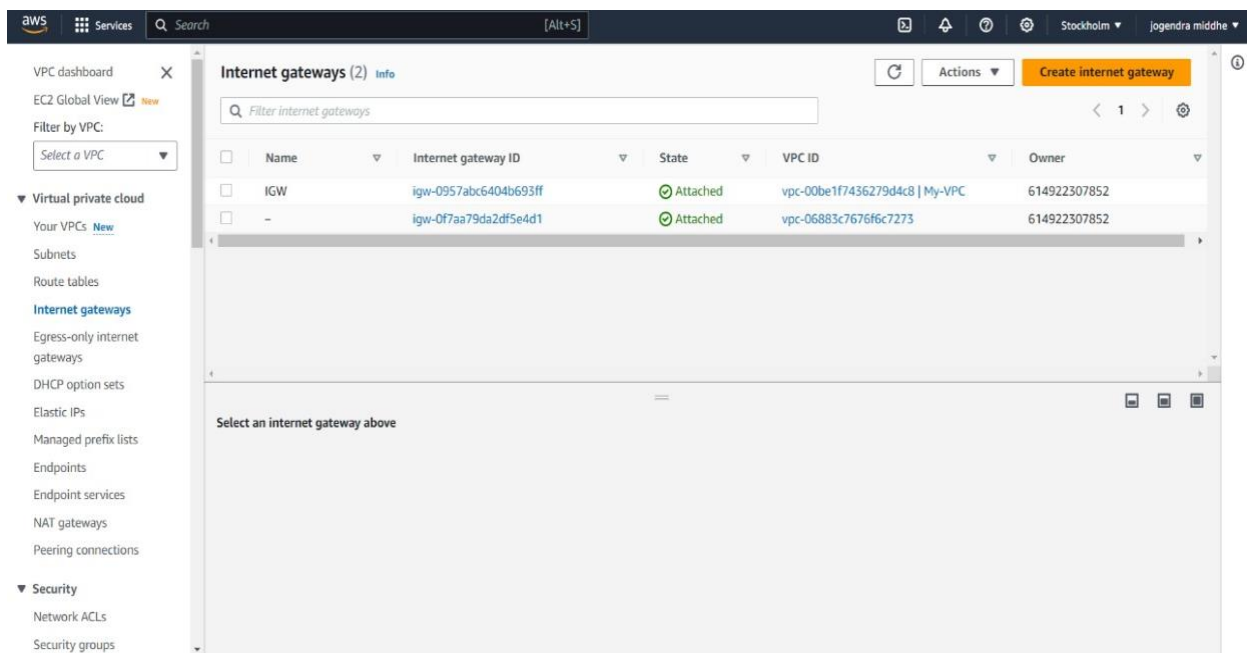 aws Services Search [Alt+S] Stockholm jogendra middhe
VPC dashboard
EC2 Global View New
Filter by VPC:
Select a VPC
Virtual private cloud
Your VPCs New
Subnets
Route tables
Internet gateways
Egress-only internet
gateways
DHCP option sets
Elastic IPs
Managed prefix lists
Endpoints
Endpoint services
NAT gateways
Peering connections
Security
Network ACLs
Security groups
Internet gateways (2) Info Actions Create internet gateway
Filter internet gateways 1
Name Internet gateway ID State VPC ID Owner
IGW igw-0957abc6404b693ff Attached vpc-00be1f7436279d4c8 | My-VPC 614922307852
– igw-0f7aa79da2df5e4d1 Attached vpc-06883c7676f6c7273 614922307852
Select an internet gateway above